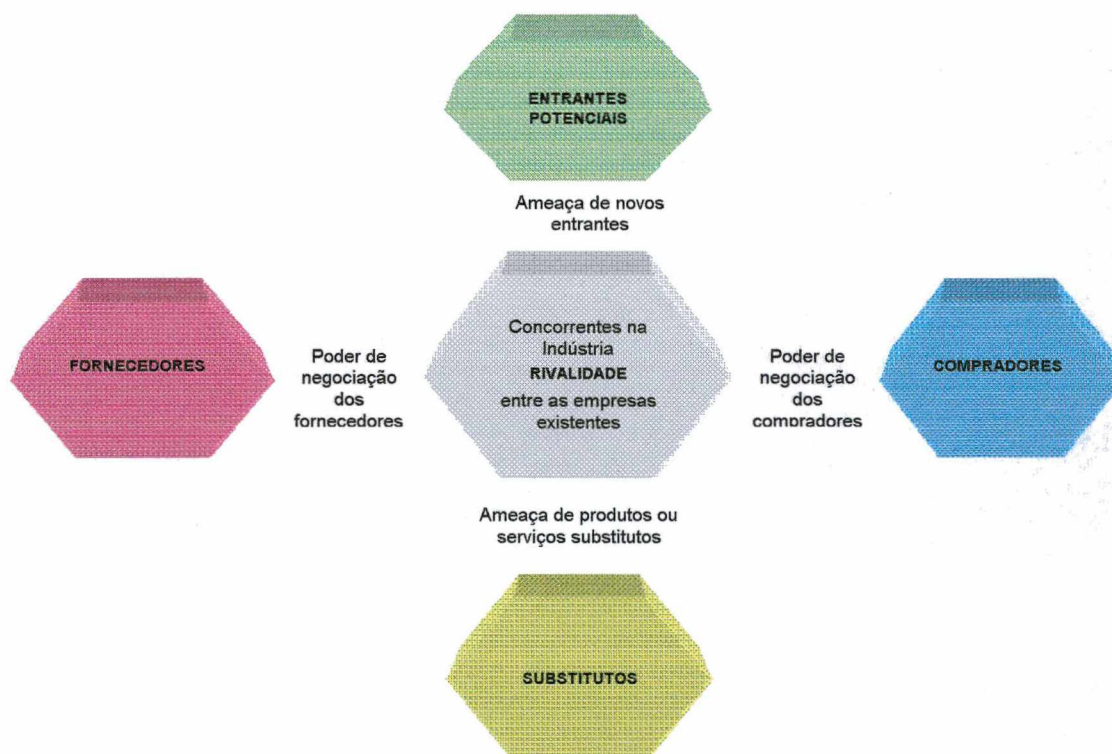 ENTRANTES
POTENCIAIS
Ameaça de novos
entrantes
FORNECEDORES
Poder de
negociação
dos
fornecedores
Concorrentes na
Indústria
RIVALIDADE
entre as empresas
existentes
Poder de
negociação
dos
compradores
COMPRADORES
Ameaça de produtos ou
serviços substitutos
SUBSTITUTOS